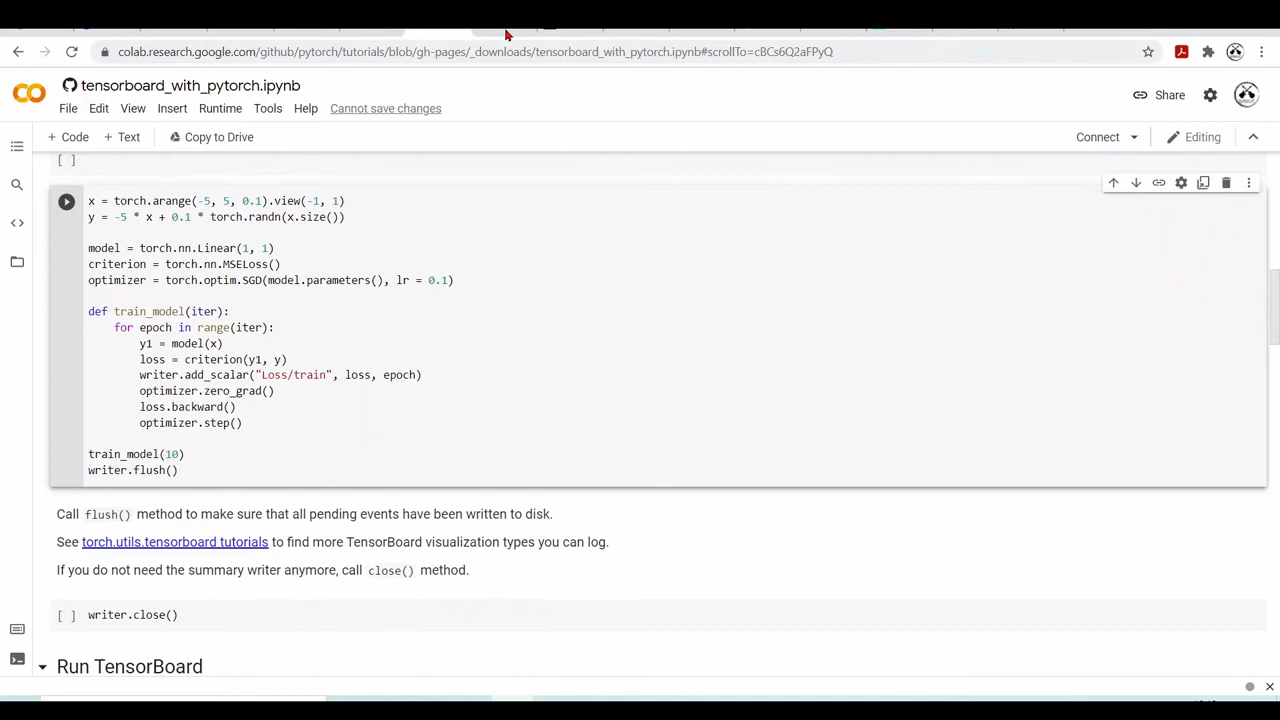 colab.research.google.com/github/pytorch/tutorials/blob/gh-pages/_downloads/tensorboard_with_pytorch.ipynb#scrollTo=cBCs6Q2aFPyQ
CO
tensorboard_with_pytorch.ipynb
Share
File Edit View Insert Runtime Tools Help Cannot save changes
+ Code + Text Copy to Drive
Connect Editing
[ ]
x = torch.arange(-5, 5, 0.1).view(-1, 1)
y = -5 * x + 0.1 * torch.randn(x.size())
model = torch.nn.Linear(1, 1)
criterion = torch.nn.MSELoss()
optimizer = torch.optim.SGD(model.parameters(), lr = 0.1)
def train_model(iter):
for epoch in range(iter):
y1 = model(x)
loss = criterion(y1, y)
writer.add_scalar("Loss/train", loss, epoch)
optimizer.zero_grad()
loss.backward()
optimizer.step()
train_model(10)
writer.flush()
Call flush() method to make sure that all pending events have been written to disk.
See torch.utils.tensorboard tutorials to find more TensorBoard visualization types you can log.
If you do not need the summary writer anymore, call close() method.
[ ] writer.close()
Run TensorBoard